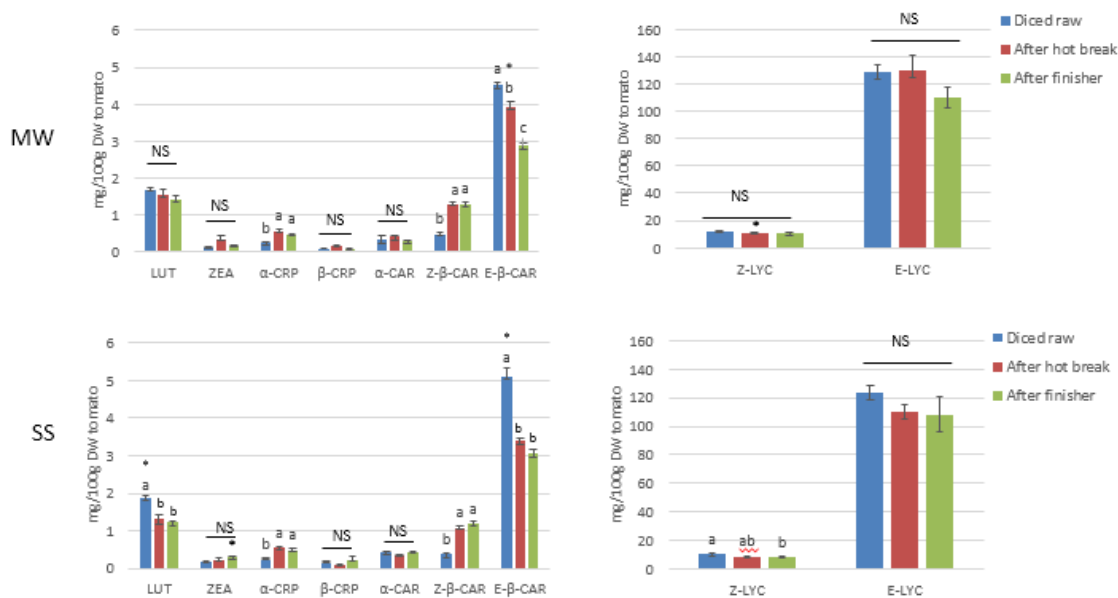 MW
mg/100g DW tomato
6
5
4
3
2
1
0
NS
NS
b a a
NS
NS
b a a
a * b c
LUT ZEA α-CRP β-CRP α-CAR Z-β-CAR E-β-CAR
mg/100g DW tomato
160
140
120
100
80
60
40
20
0
NS
*
NS
Z-LYC E-LYC
Diced raw
After hot break
After finisher
SS
mg/100g DW tomato
6
5
4
3
2
1
0
*
a b b
NS
*
b a a
NS
NS
b a a
*
a b b
LUT ZEA α-CRP β-CRP α-CAR Z-β-CAR E-β-CAR
mg/100g DW tomato
160
140
120
100
80
60
40
20
0
a ab b
NS
Z-LYC E-LYC
Diced raw
After hot break
After finisher